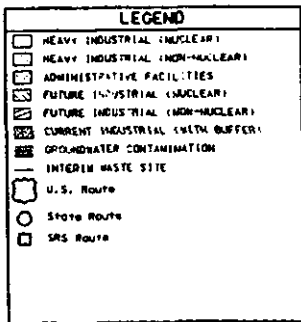 LEGEND
HEAVY INDUSTRIAL (NUCLEAR)
HEAVY INDUSTRIAL (NON-NUCLEAR)
ADMINISTRATIVE FACILITIES
FUTURE INDUSTRIAL (NUCLEAR)
FUTURE INDUSTRIAL (NON-NUCLEAR)
CURRENT INDUSTRIAL (WITH BUFFER)
GROUNDWATER CONTAMINATION
INTERIM WASTE SITE
U.S. Route
State Route
SRS Route